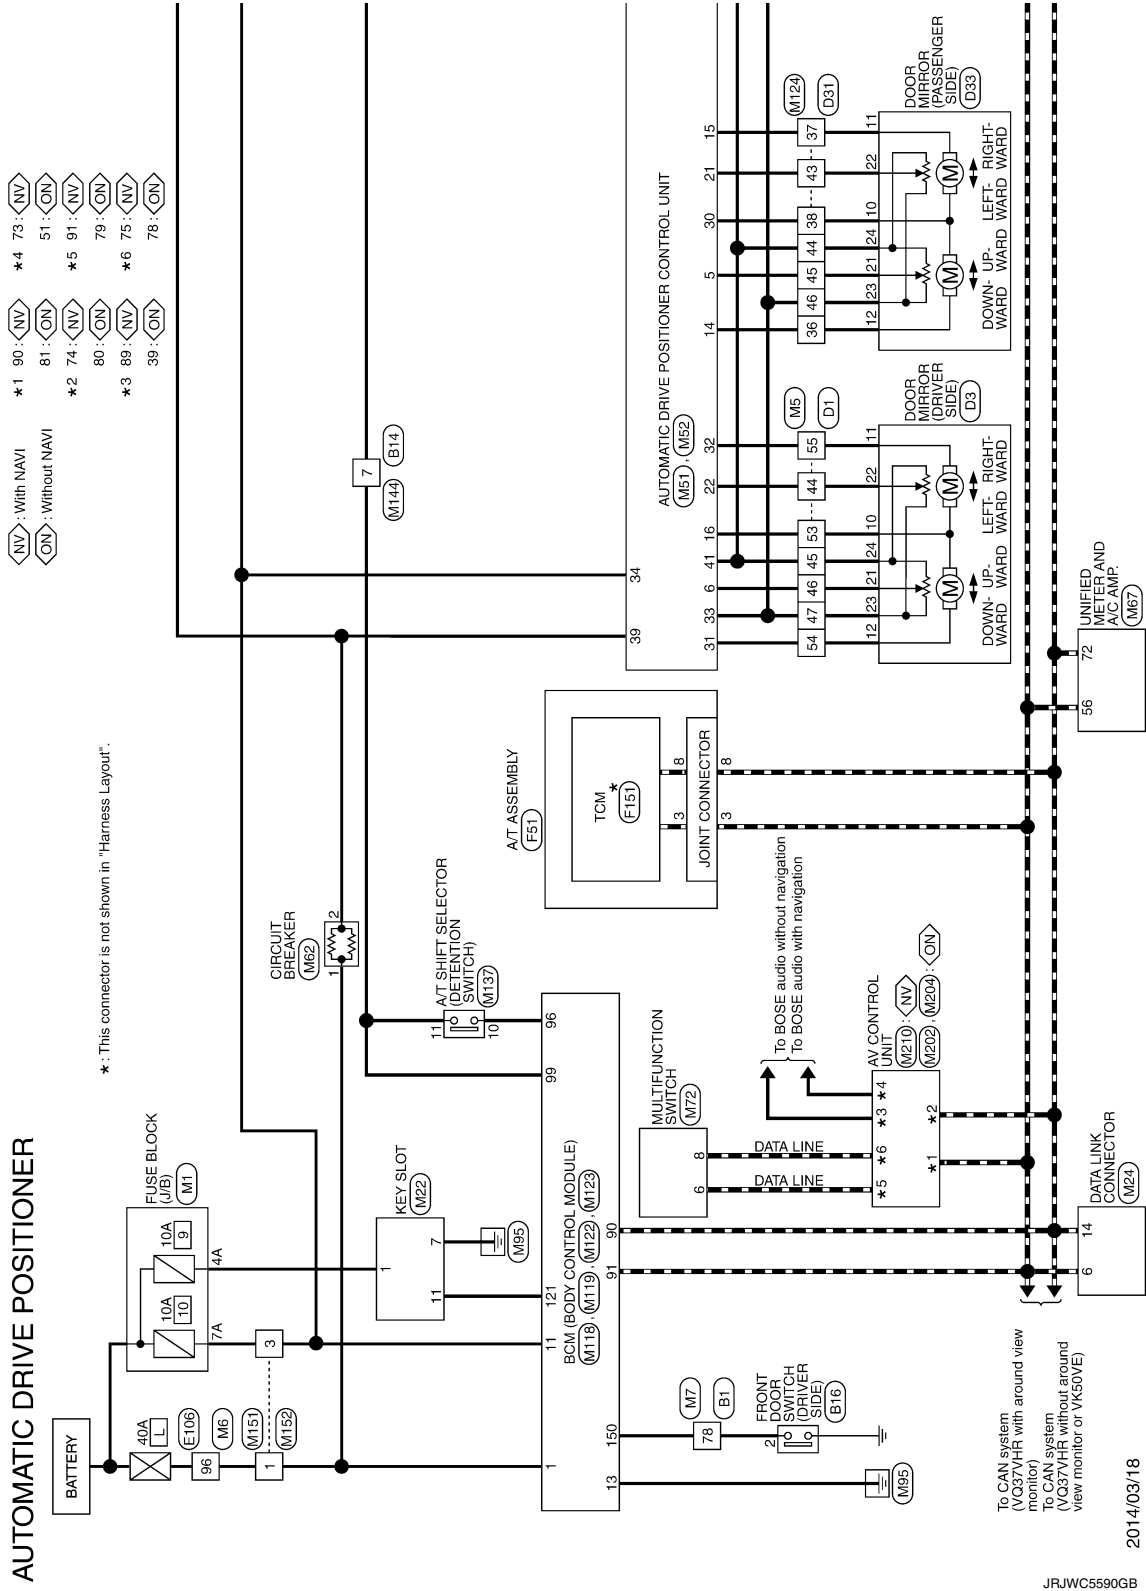 AUTOMATIC DRIVE POSITIONER
BATTERY
40A
L
E106
M6
96
M151
M152
1
3
FUSE BLOCK
(J/B)
M1
10A
10
10A
9
7A
4A
KEY SLOT
M22
1
11
7
M95
CIRCUIT
BREAKER
M62
1
2
A/T SHIFT SELECTOR
(DETENTION
SWITCH)
M137
11
10
7
M144
B14
★ : This connector is not shown in "Harness Layout".
NV : With NAVI
ON : Without NAVI
★1 90 : NV
81 : ON
★2 74 : NV
80 : ON
★3 89 : NV
39 : ON
★4 73 : NV
51 : ON
★5 91 : NV
79 : ON
★6 75 : NV
78 : ON
BCM (BODY CONTROL MODULE)
M118 , M119 , M122 , M123
1
11
121
99
96
13
150
91
90
M95
M7
B1
78
FRONT
DOOR
SWITCH
(DRIVER
SIDE)
B16
2
MULTIFUNCTION
SWITCH
M72
6
8
DATA LINE
DATA LINE
★5
★6
★3
★4
★1
★2
AV CONTROL
UNIT
M210 : NV
M202 , M204 : ON
To BOSE audio without navigation
To BOSE audio with navigation
A/T ASSEMBLY
F51
TCM
★
F151
3
8
JOINT CONNECTOR
3
8
AUTOMATIC DRIVE POSITIONER CONTROL UNIT
M51 , M52
39
34
31
33
6
41
16
22
32
14
5
30
21
15
M5
D1
54
47
46
45
53
44
55
12
23
21
24
10
22
11
DOOR
MIRROR
(DRIVER
SIDE)
D3
M
M
DOWN-
WARD
UP-
WARD
LEFT-
WARD
RIGHT-
WARD
M124
D31
36
46
45
44
38
43
37
12
23
21
24
10
22
11
DOOR
MIRROR
(PASSENGER
SIDE)
D33
M
M
DOWN-
WARD
UP-
WARD
LEFT-
WARD
RIGHT-
WARD
To CAN system
(VQ37VHR with around view
monitor)
To CAN system
(VQ37VHR without around
view monitor or VK50VE)
DATA LINK
CONNECTOR
M24
6
14
UNIFIED
METER AND
A/C AMP.
M67
56
72
2014/03/18
JRJWC5590GB